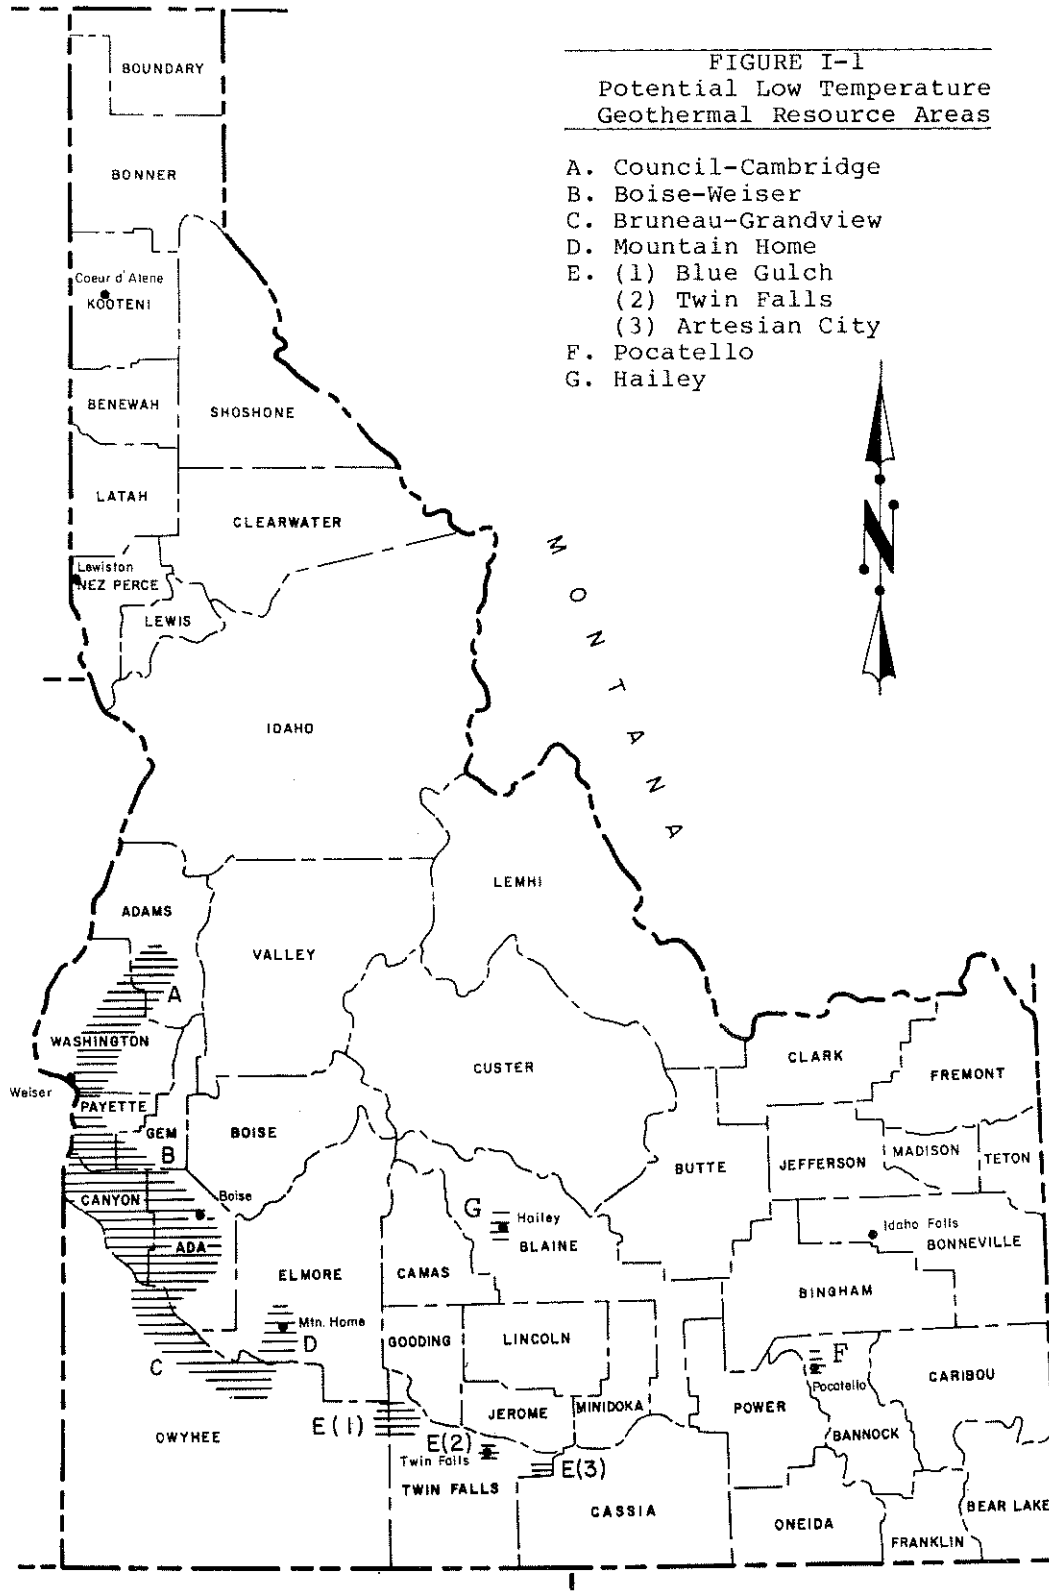 FIGURE I-1
Potential Low Temperature
Geothermal Resource Areas
A. Council-Cambridge
B. Boise-Weiser
C. Bruneau-Grandview
D. Mountain Home
E. (1) Blue Gulch
(2) Twin Falls
(3) Artesian City
F. Pocatello
G. Hailey
N
BOUNDARY
BONNER
Coeur d'Alene
KOOTENI
BENEWAH
SHOSHONE
LATAH
CLEARWATER
Lewiston
NEZ PERCE
LEWIS
MONTANA
IDAHO
LEMHI
ADAMS
VALLEY
A
WASHINGTON
CUSTER
CLARK
FREMONT
Weiser
PAYETTE
GEM
BOISE
B
BUTTE
JEFFERSON
MADISON
TETON
CANYON
Boise
G
Hailey
BLAINE
Idaho Falls
BONNEVILLE
ADA
ELMORE
CAMAS
BINGHAM
Mtn. Home
D
GOODING
LINCOLN
C
F
Pocatello
CARIBOU
JEROME
MINIDOKA
POWER
E(1)
OWYHEE
E(2)
BANNOCK
Twin Falls
E(3)
TWIN FALLS
CASSIA
ONEIDA
FRANKLIN
BEAR LAKE